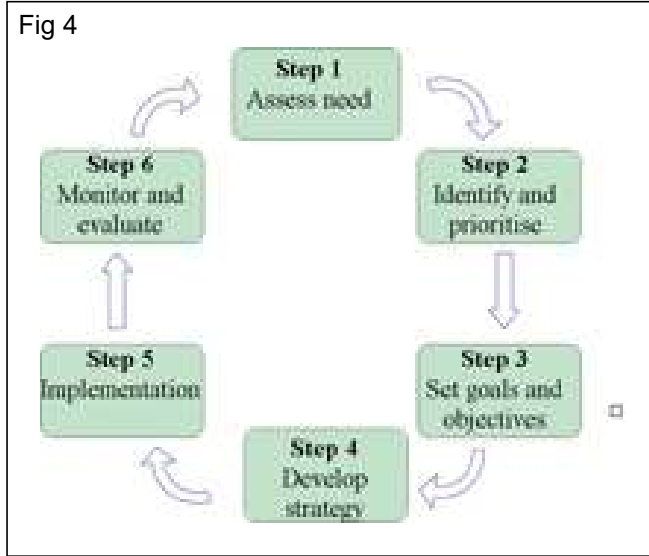 Fig 4
Step 1
Assess need
Step 2
Identify and
prioritise
Step 3
Set goals and
objectives
Step 4
Develop
strategy
Step 5
Implementation
Step 6
Monitor and
evaluate